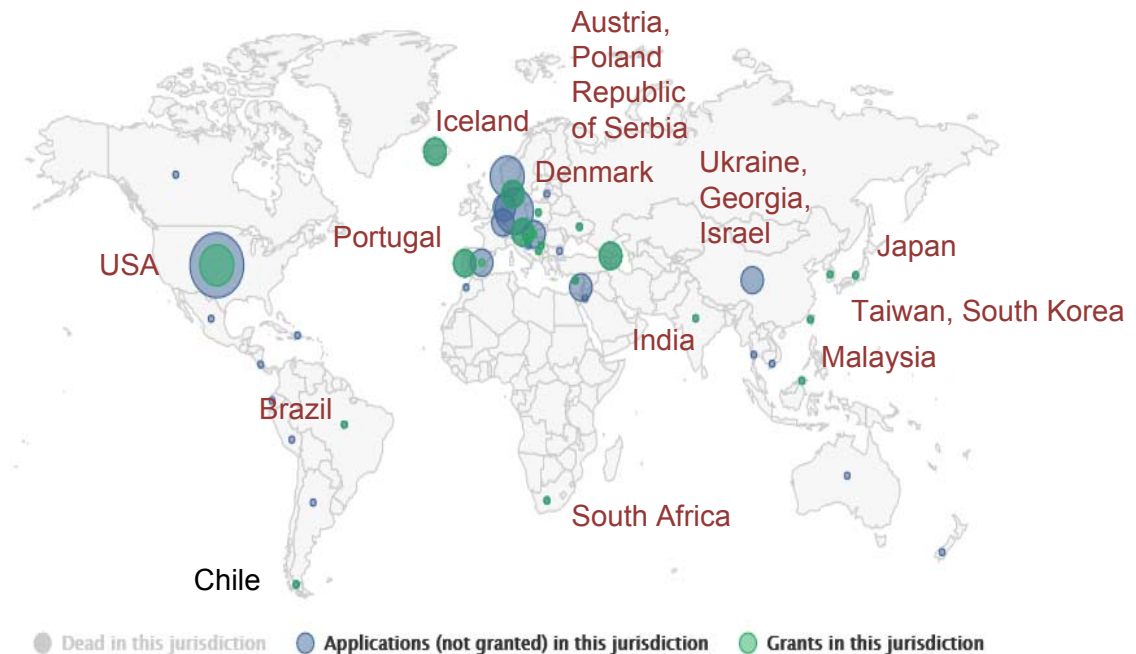 Austria,
Poland
Republic
of Serbia
Iceland
Denmark
Ukraine,
Georgia,
Israel
Portugal
USA
Japan
Taiwan, South Korea
India
Malaysia
Brazil
South Africa
Chile
Dead in this jurisdiction
Applications (not granted) in this jurisdiction
Grants in this jurisdiction